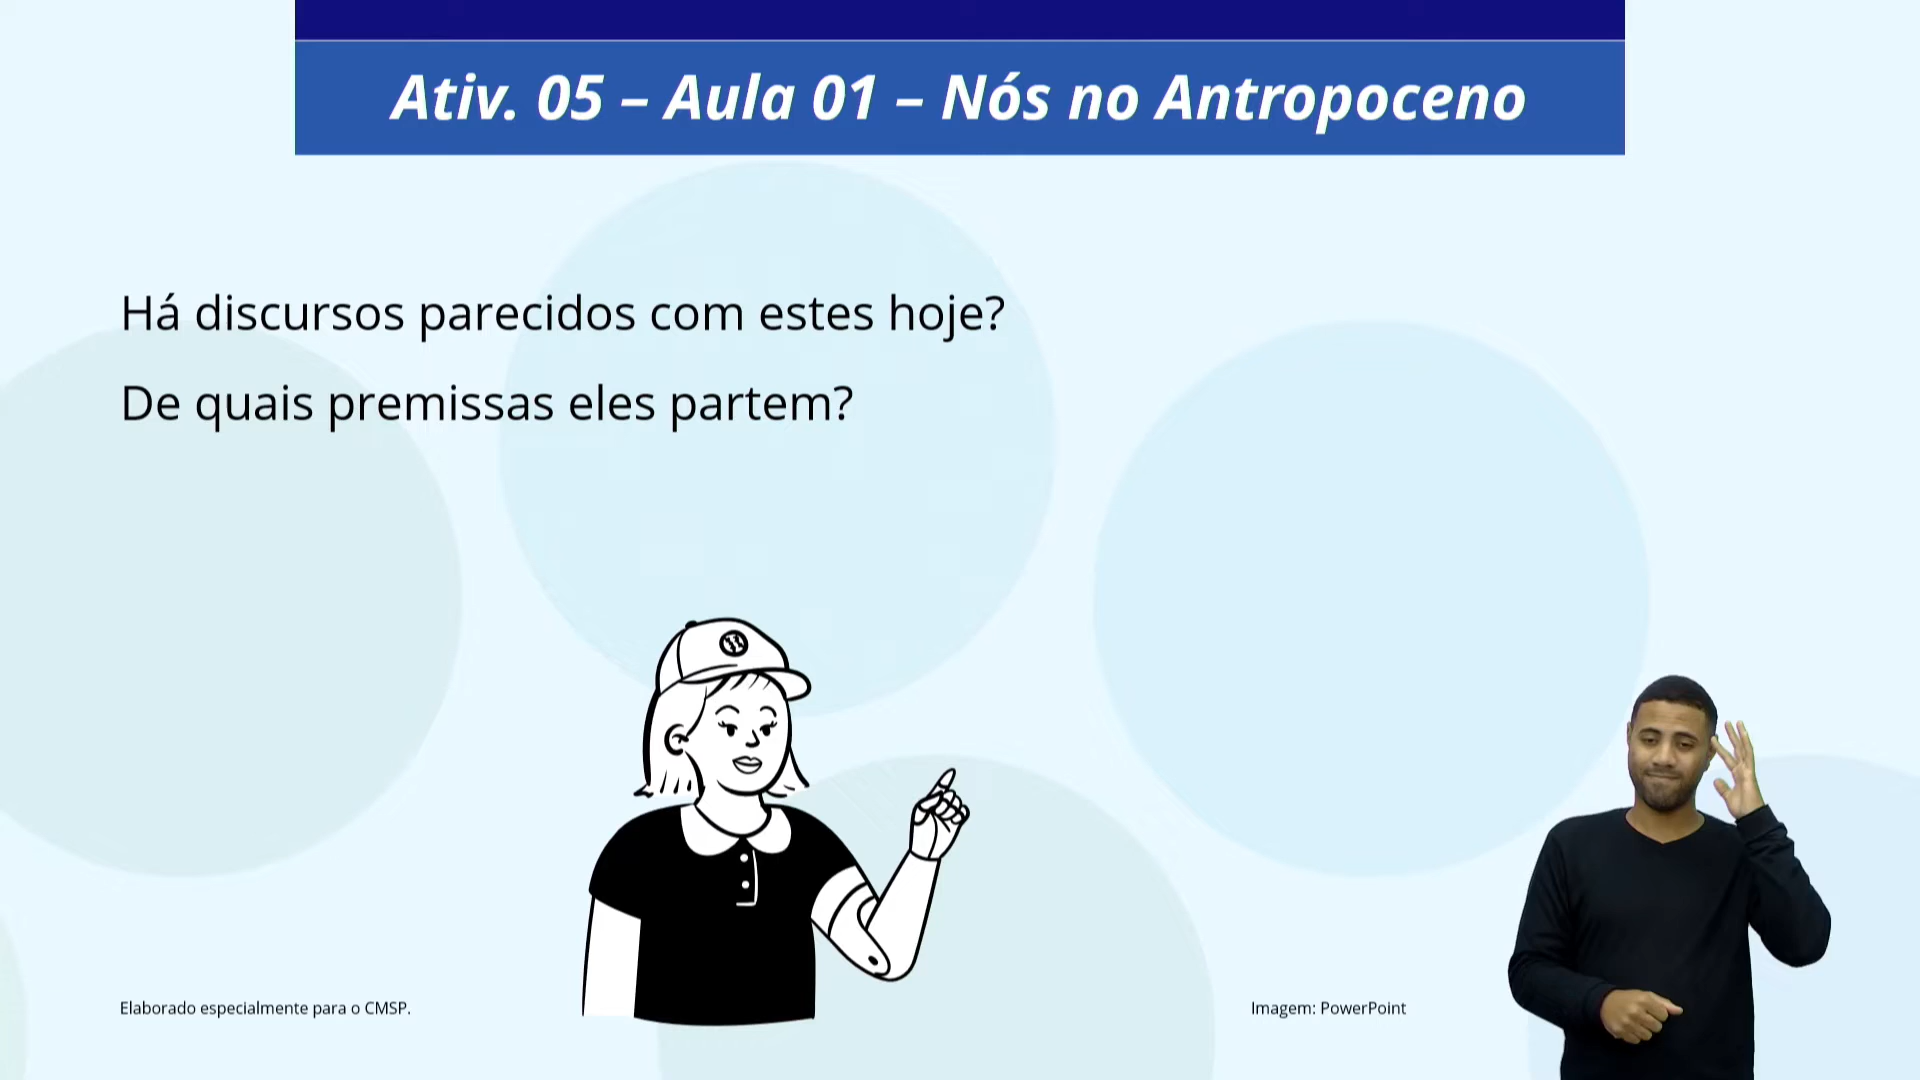 Ativ. 05 – Aula 01 – Nós no Antropoceno
Há discursos parecidos com estes hoje?
De quais premissas eles partem?
Elaborado especialmente para o CMSP.
Imagem: PowerPoint